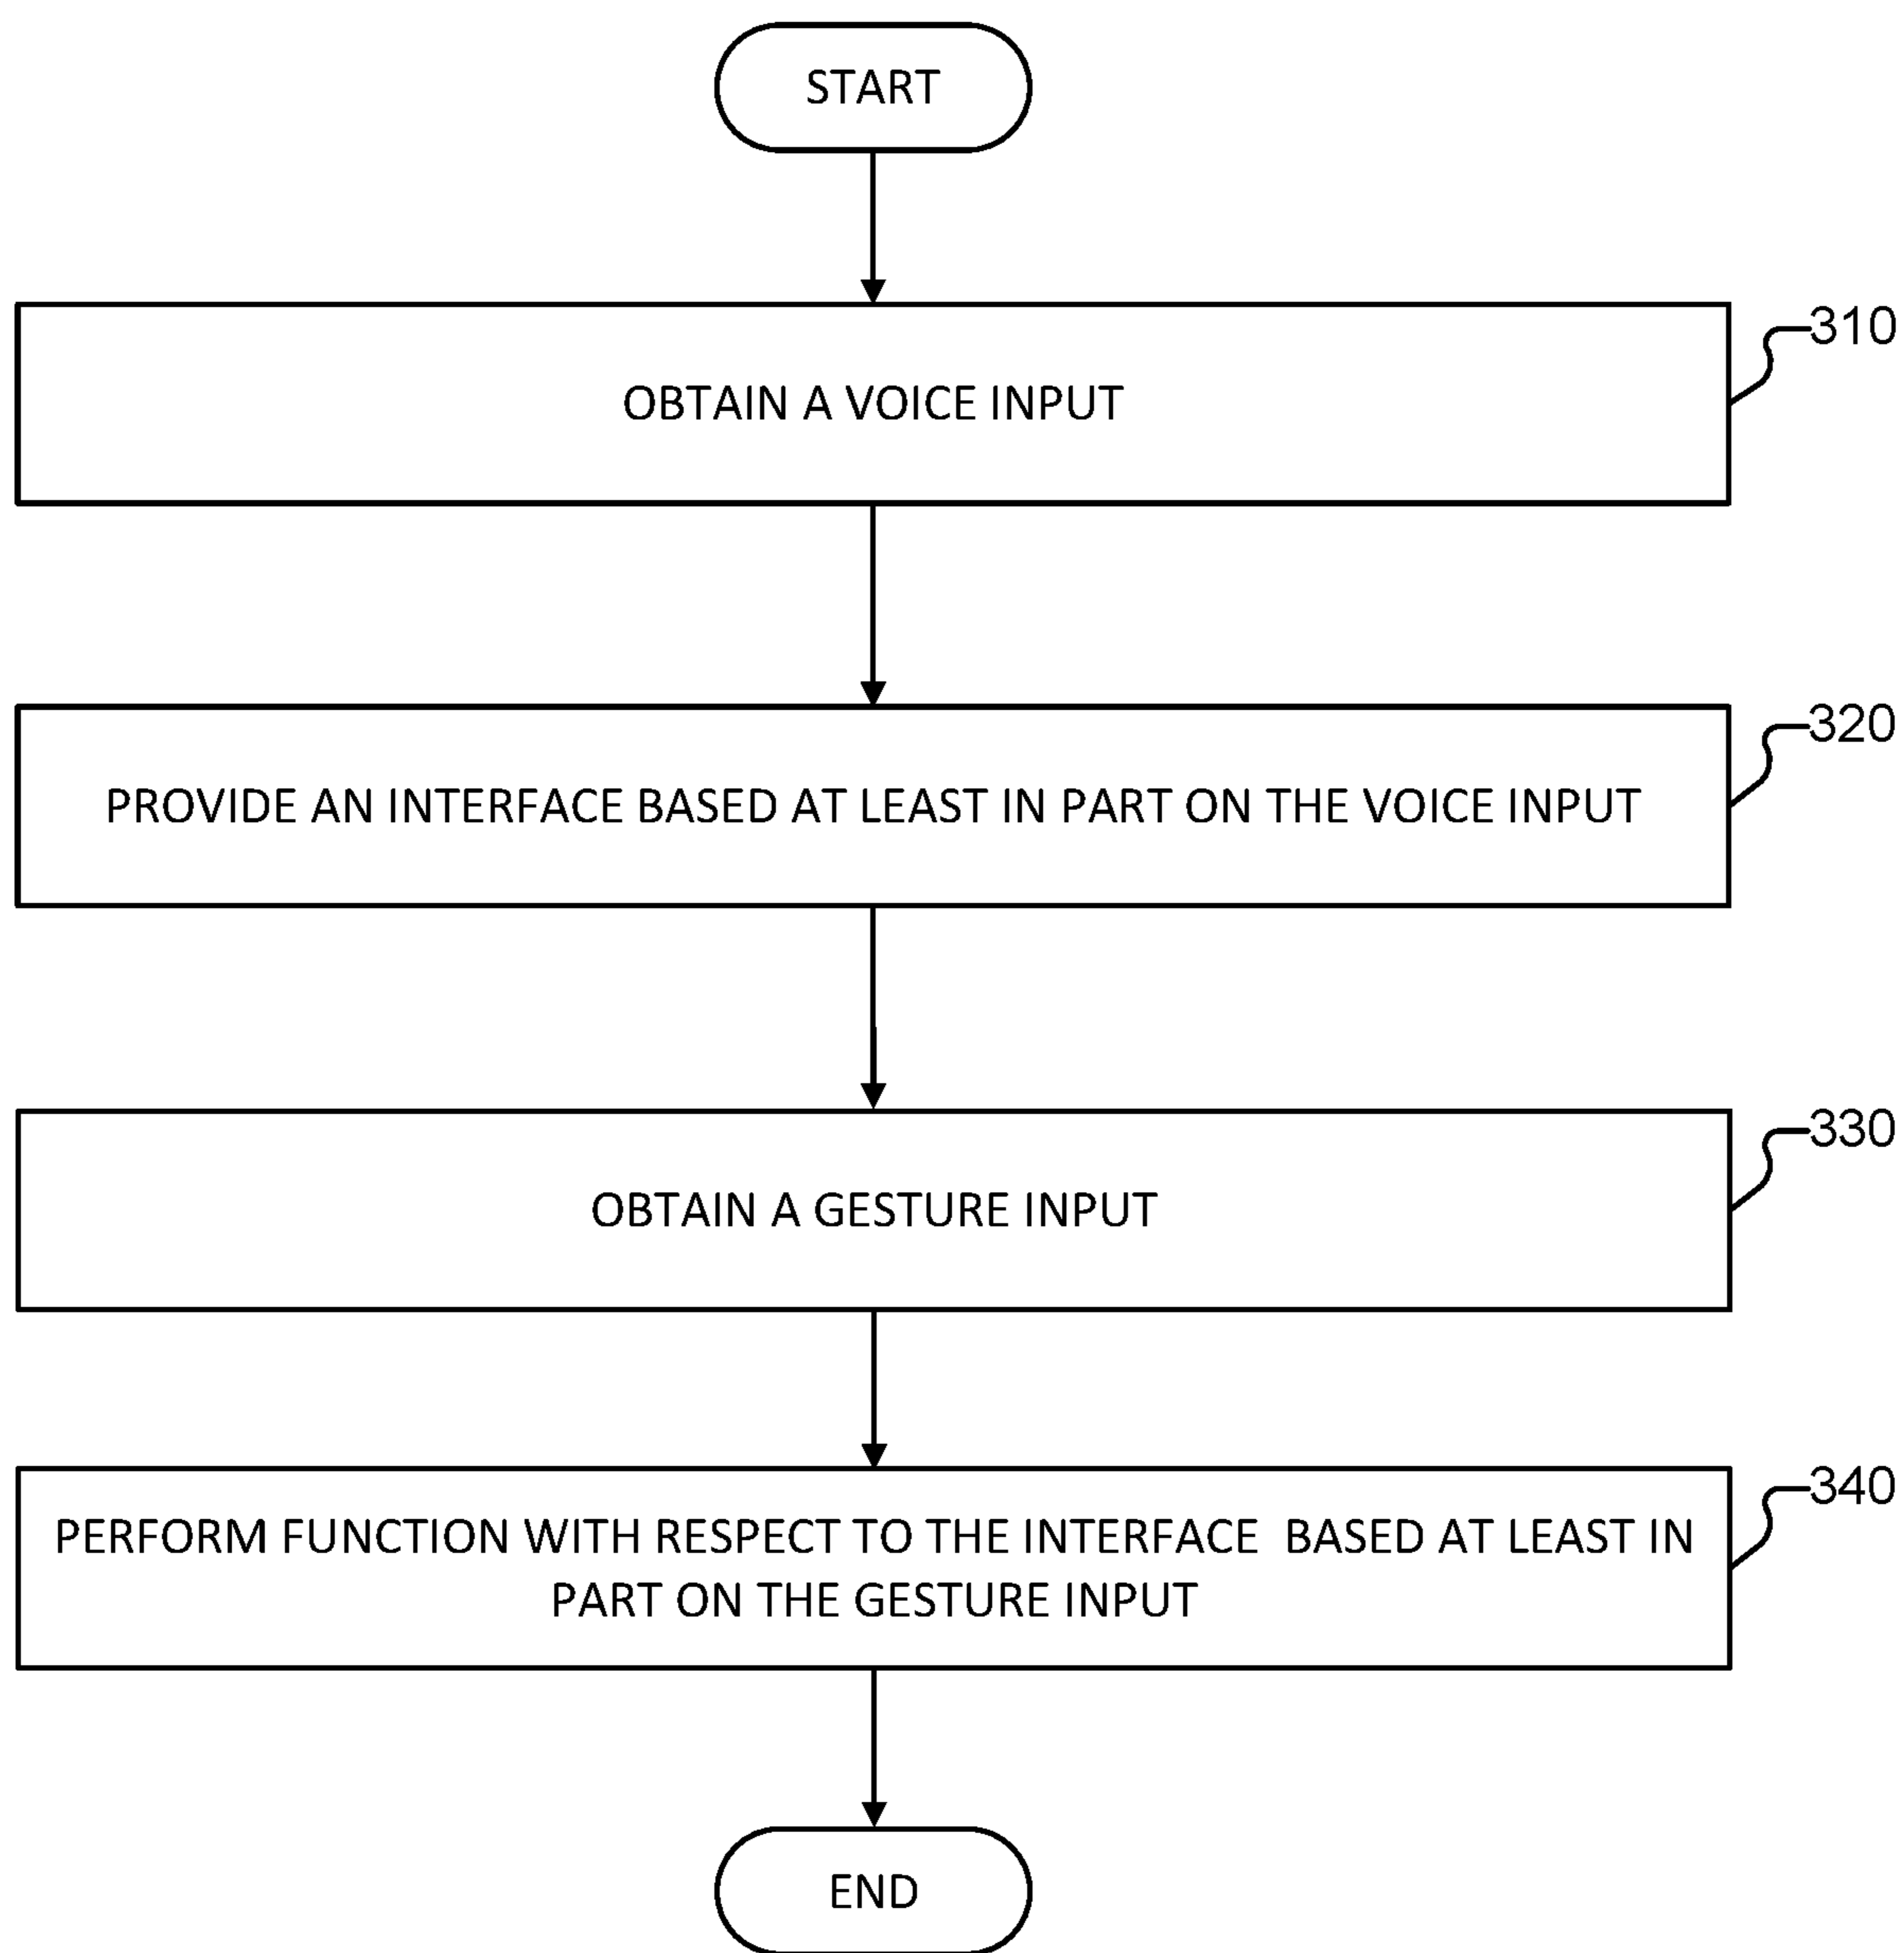 START
310
OBTAIN A VOICE INPUT
320
PROVIDE AN INTERFACE BASED AT LEAST IN PART ON THE VOICE INPUT
330
OBTAIN A GESTURE INPUT
340
PERFORM FUNCTION WITH RESPECT TO THE INTERFACE BASED AT LEAST IN
PART ON THE GESTURE INPUT
END